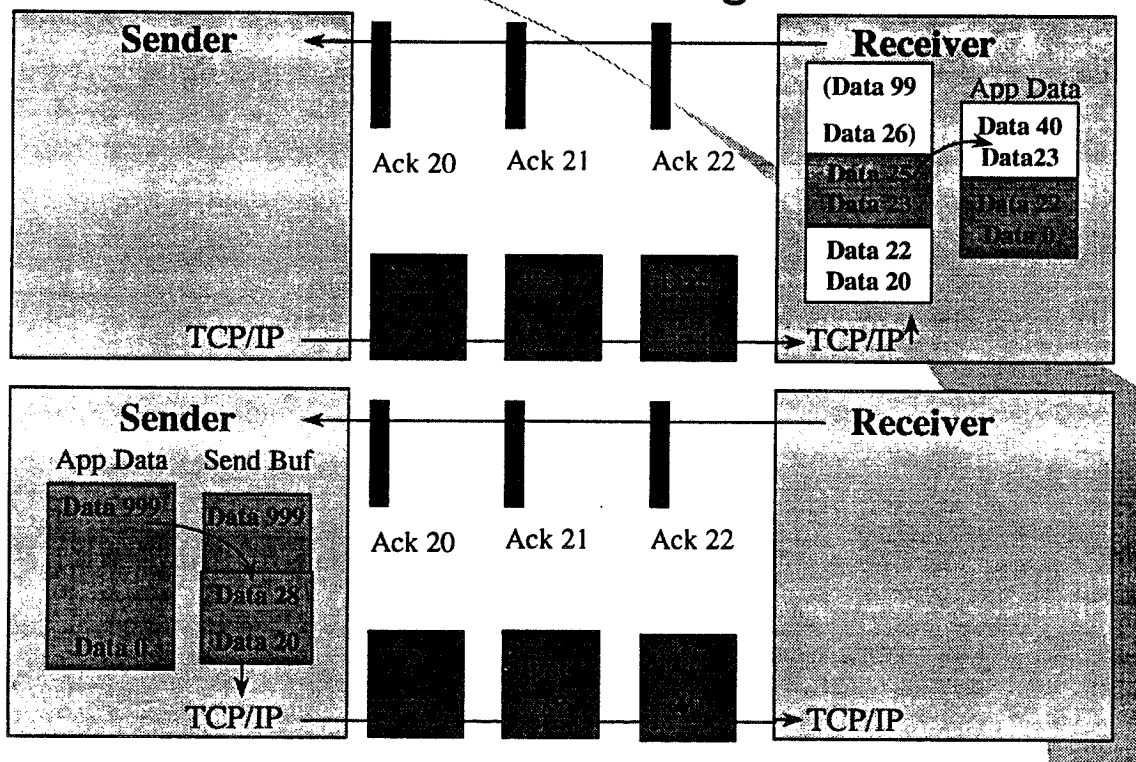 Sender
Receiver
(Data 99
Data 26)
Data 25
Data 23
Data 22
Data 20
App Data
Data 40
Data23
Data 22
Data 0
Ack 20 Ack 21 Ack 22
TCP/IP
TCP/IP
Sender
Receiver
App Data Send Buf
Data 999
Data 0
Data 999
Data 28
Data 20
Ack 20 Ack 21 Ack 22
TCP/IP
TCP/IP